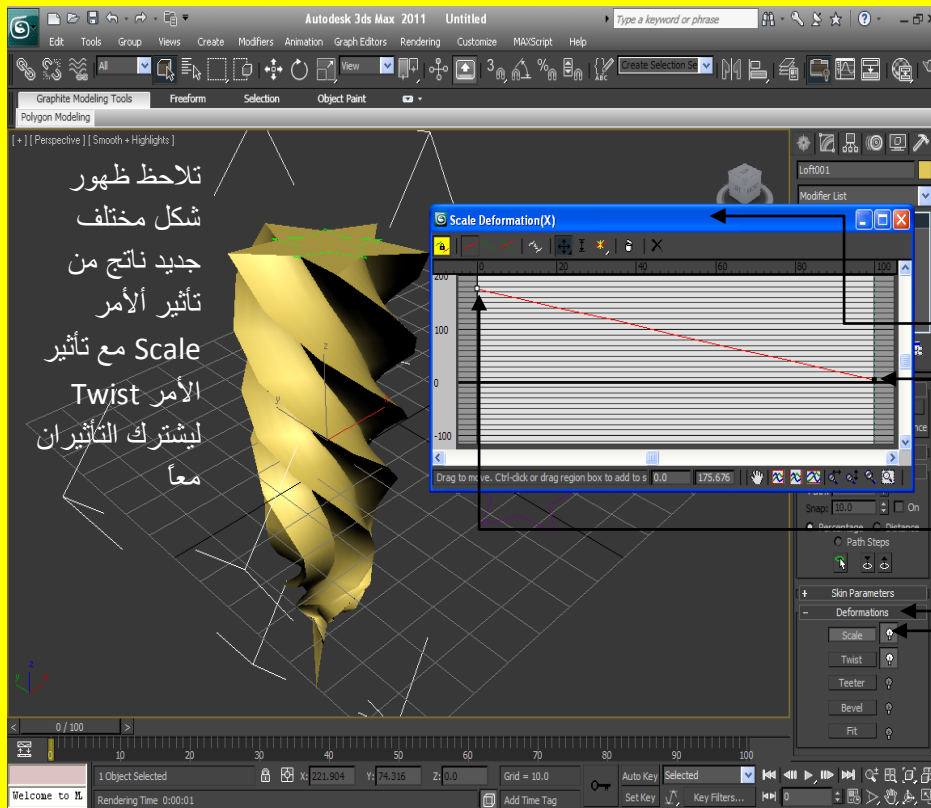 Autodesk 3ds Max 2011 Untitled
Type a keyword or phrase
Edit Tools Group Views Create Modifiers Animation Graph Editors Rendering Customize MAXScript Help
All
View
Create Selection Se
Graphite Modeling Tools Freeform Selection Object Paint
Polygon Modeling
[ + ] [ Perspective ] [ Smooth + Highlights ]
تلاحظ ظهور
شكل مختلف
جديد ناتج من
تأثير ألأمر
Scale مع تأثير
الأمر Twist
ليشترك التأثيران
معاً
z
y
Loft001
Modifier List
Scale Deformation(X)
0 20 40 60 80 100
200
100
0
-100
Drag to move. Ctrl-click or drag region box to add to s 0.0 175.676
Snap: 10.0 On
Percentage Distance
Path Steps
+ Skin Parameters
- Deformations
Scale
Twist
Teeter
Bevel
Fit
z
y x
< 0 / 100 >
0 10 20 30 40 50 60 70 80 90 100
1 Object Selected X: 221.904 Y: 74.316 Z: 0.0 Grid = 10.0 Auto Key Selected
Welcome to M Rendering Time 0:00:01 Add Time Tag Set Key Key Filters... 0